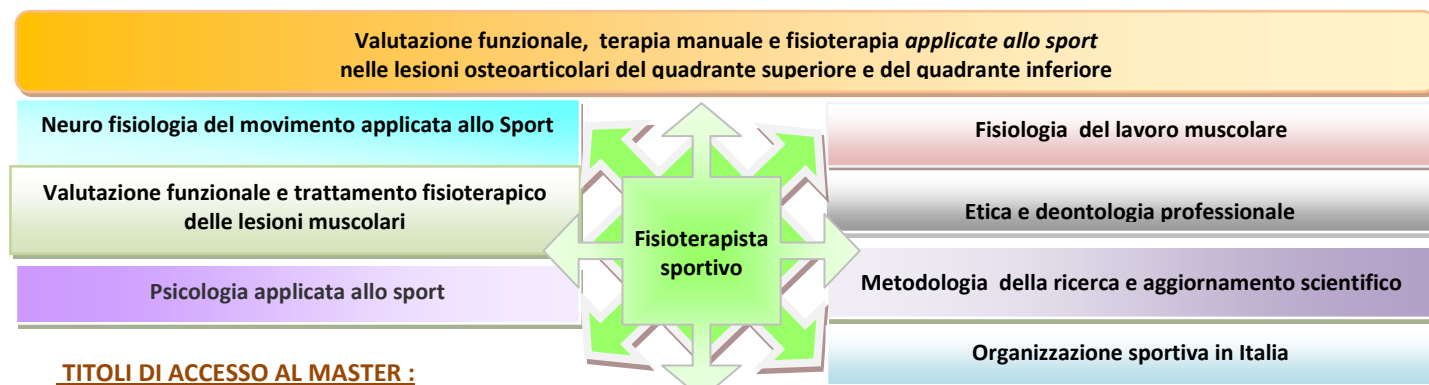 Valutazione funzionale, terapia manuale e fisioterapia applicate allo sport
nelle lesioni osteoarticolari del quadrante superiore e del quadrante inferiore
Neuro fisiologia del movimento applicata allo Sport
Valutazione funzionale e trattamento fisioterapico
delle lesioni muscolari
Psicologia applicata allo sport
Fisioterapista
sportivo
Fisiologia del lavoro muscolare
Etica e deontologia professionale
Metodologia della ricerca e aggiornamento scientifico
Organizzazione sportiva in Italia
TITOLI DI ACCESSO AL MASTER :